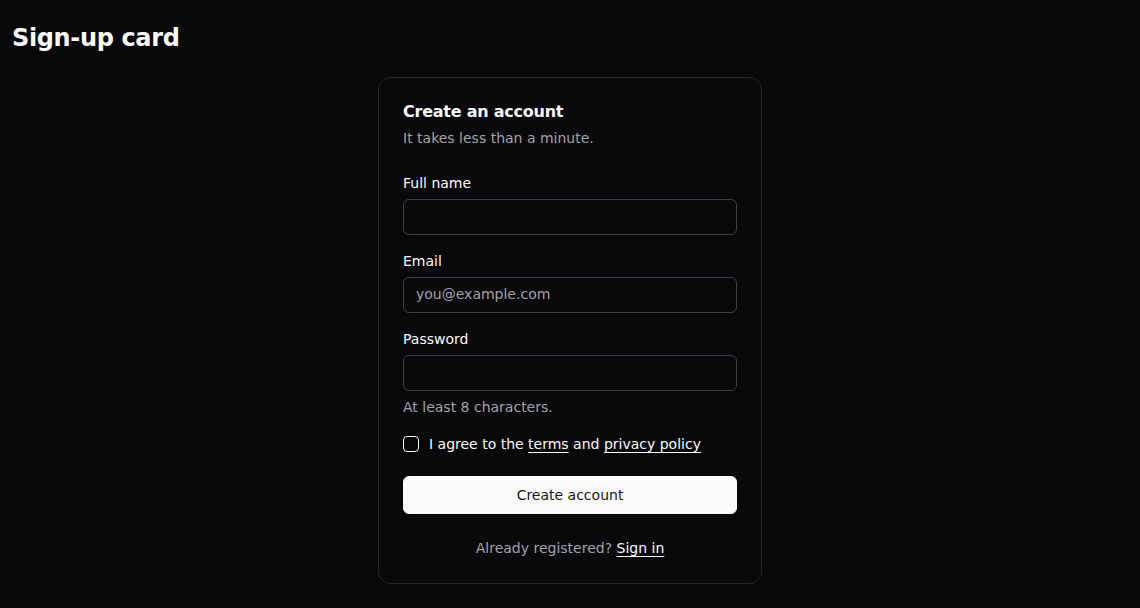 Sign-up card
Create an account
It takes less than a minute.
Full name
Email
you@example.com
Password
At least 8 characters.
I agree to the terms and privacy policy
Create account
Already registered? Sign in